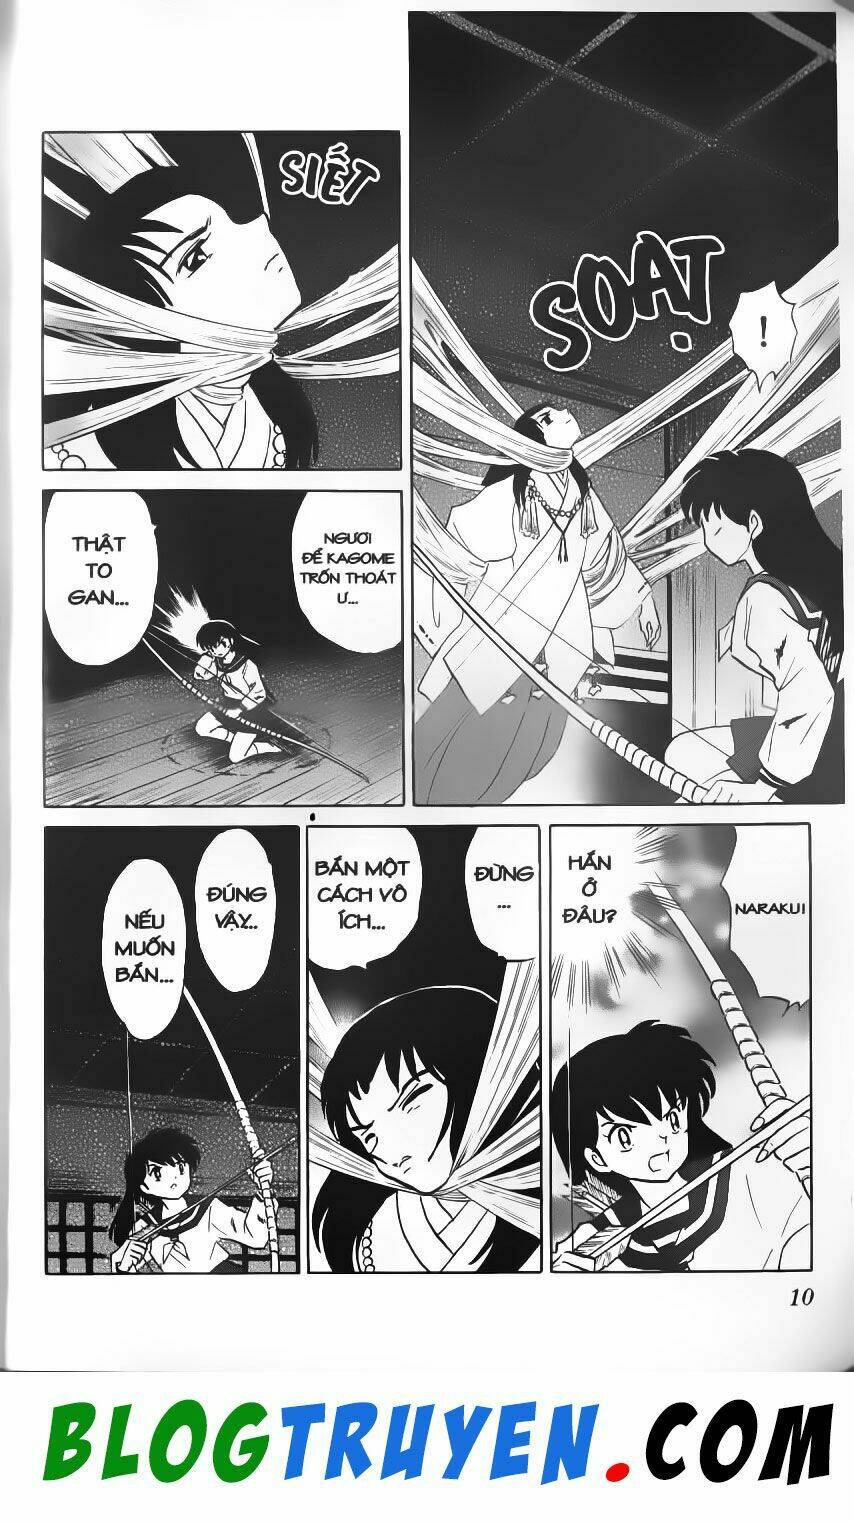 SOẠT
!
SIẾT
NGƯƠI
ĐỂ KAGOME
TRỐN THOÁT
Ư...
THẬT
TO
GAN...
NARAKU!
HẮN
Ở
ĐÂU?
ĐỪNG
...
BẮN MỘT
CÁCH VÔ
ÍCH...
ĐÚNG
VẬY...
NẾU
MUỐN
BẮN...
10
BLOGTRUYEN.COM